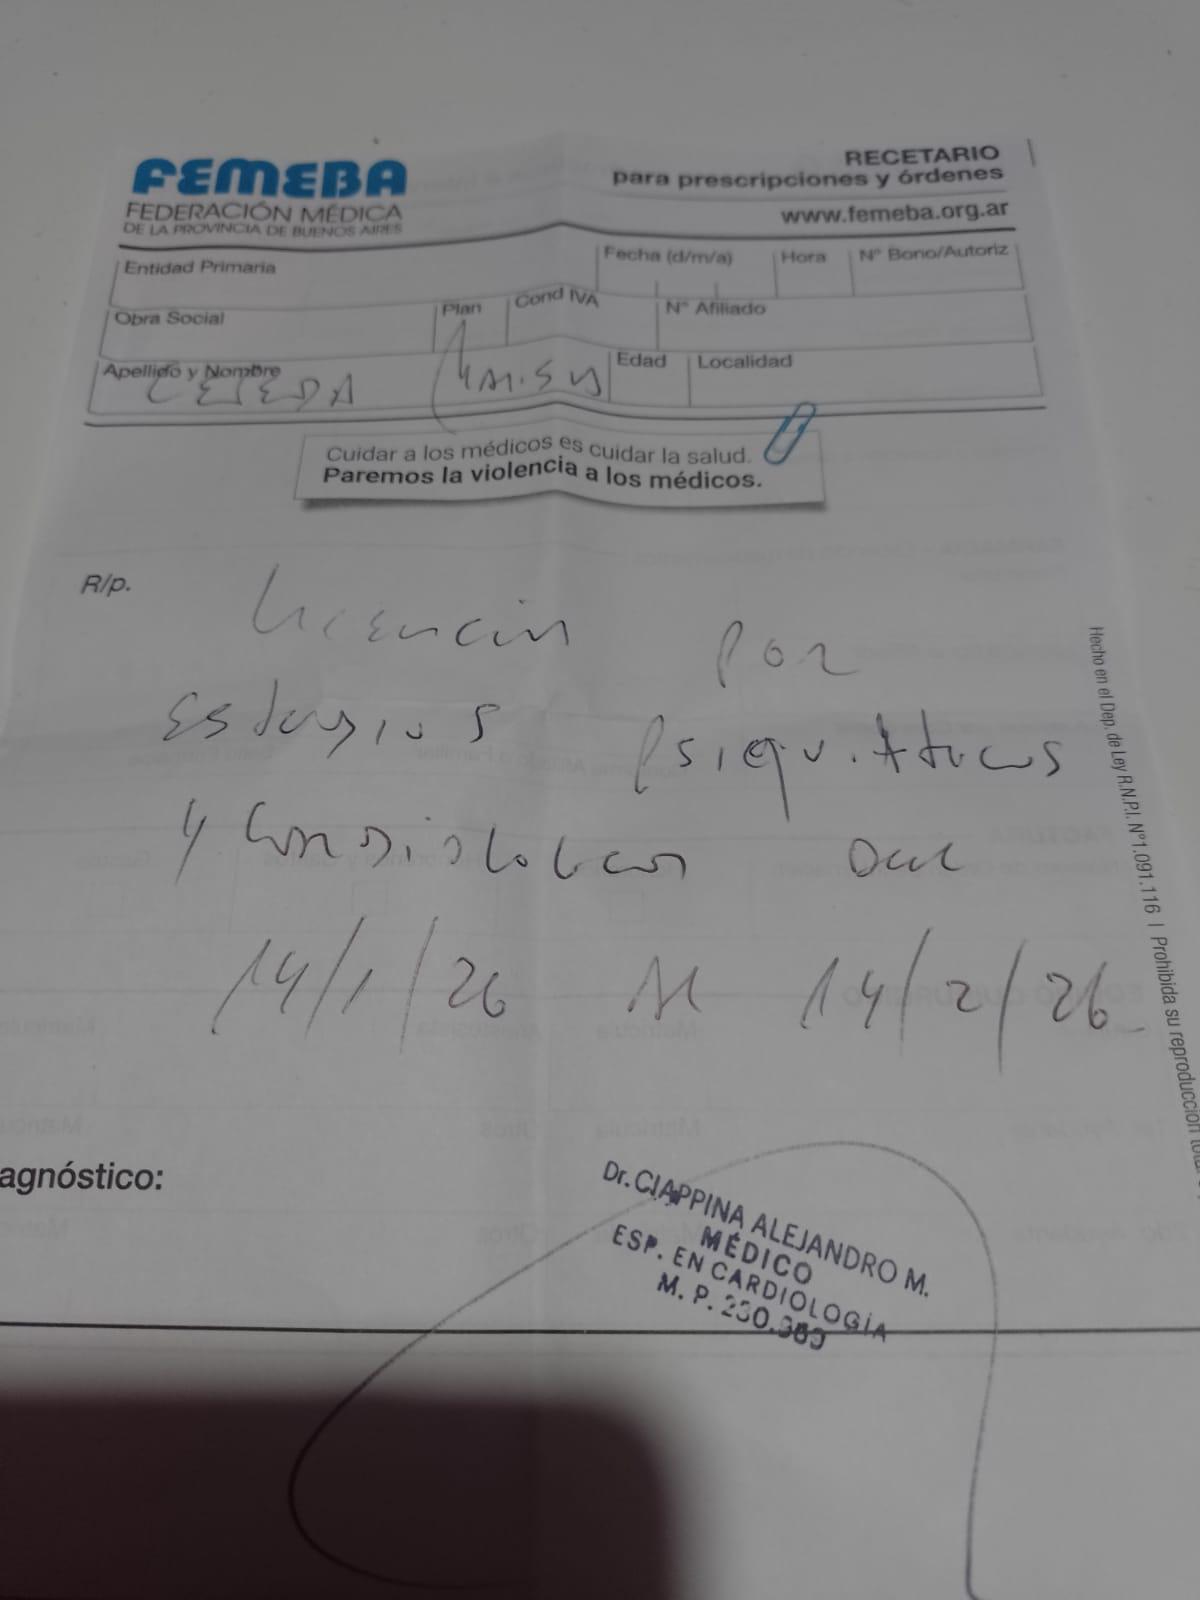 FEMEBA
FEDERACIÓN MÉDICA
DE LA PROVINCIA DE BUENOS AIRES
RECETARIO
para prescripciones y órdenes
www.femeba.org.ar
Entidad Primaria
Fecha (d/m/a)
Hora
N° Bono/Autoriz
Obra Social
Plan
Cond IVA
N° Afiliado
Apellido y Nombre
Edad
Localidad
Cuidar a los médicos es cuidar la salud.
Paremos la violencia a los médicos.
R/p.
Licencia por
Estudios Psiquiatricos
y Cardiologicos Del
14/1/26 Al 14/2/26
agnóstico:
Dr. CIAPPINA ALEJANDRO M.
MÉDICO
ESP. EN CARDIOLOGÍA
M. P.
Hecho en el Dep. de Ley R.N.P.I. N°1.091.116 | Prohibida su reproducción